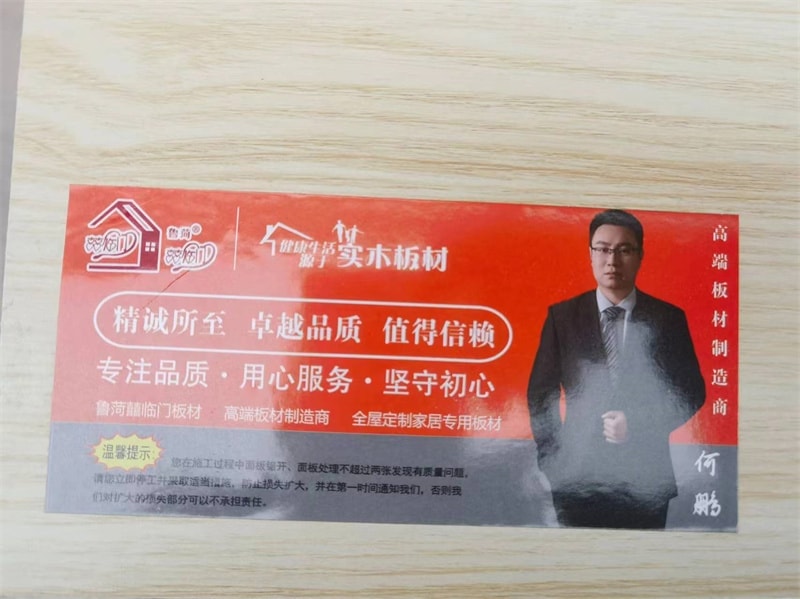 鲁菏®
健康生活
源于
实木板材
精诚所至 卓越品质 值得信赖
专注品质·用心服务·坚守初心
鲁菏囍临门板材 高端板材制造商 全屋定制家居专用板材
温馨提示:
您在施工过程中面板锯开、面板处理不超过两张发现有质量问题,
请您立即停工并采取适当措施,防止损失扩大,并在第一时间通知我们,否则我
们对扩大的损失部分可以不承担责任。
高端板材制造商
何鹏